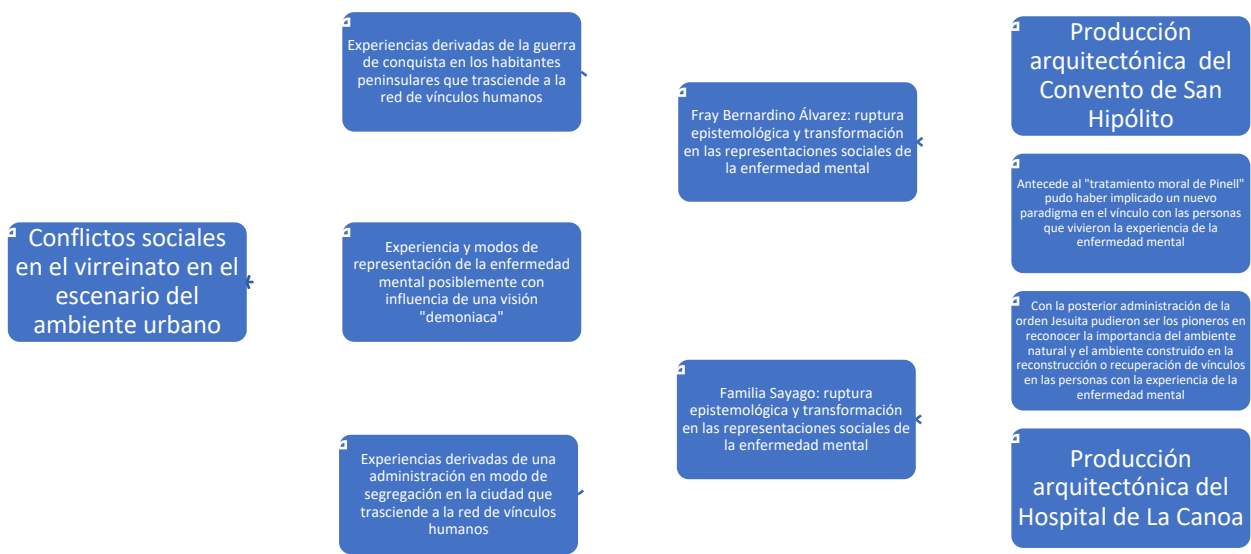 Conflictos sociales
en el virreinato en el
escenario del
ambiente urbano
Experiencias derivadas de la guerra
de conquista en los habitantes
peninsulares que trasciende a la
red de vínculos humanos
Experiencia y modos de
representación de la enfermedad
mental posiblemente con
influencia de una visión
"demoniaca"
Experiencias derivadas de una
administración en modo de
segregación en la ciudad que
trasciende a la red de vínculos
humanos
Fray Bernardino Álvarez: ruptura
epistemológica y transformación
en las representaciones sociales de
la enfermedad mental
Familia Sayago: ruptura
epistemológica y transformación
en las representaciones sociales de
la enfermedad mental
Producción
arquitectónica del
Convento de San
Hipólito
Antecede al "tratamiento moral de Pinell"
pudo haber implicado un nuevo
paradigma en el vínculo con las personas
que vivieron la experiencia de la
enfermedad mental
Con la posterior administración de la
orden Jesuita pudieron ser los pioneros en
reconocer la importancia del ambiente
natural y el ambiente construido en la
reconstrucción o recuperación de vínculos
en las personas con la experiencia de la
enfermedad mental
Producción
arquitectónica del
Hospital de La Canoa